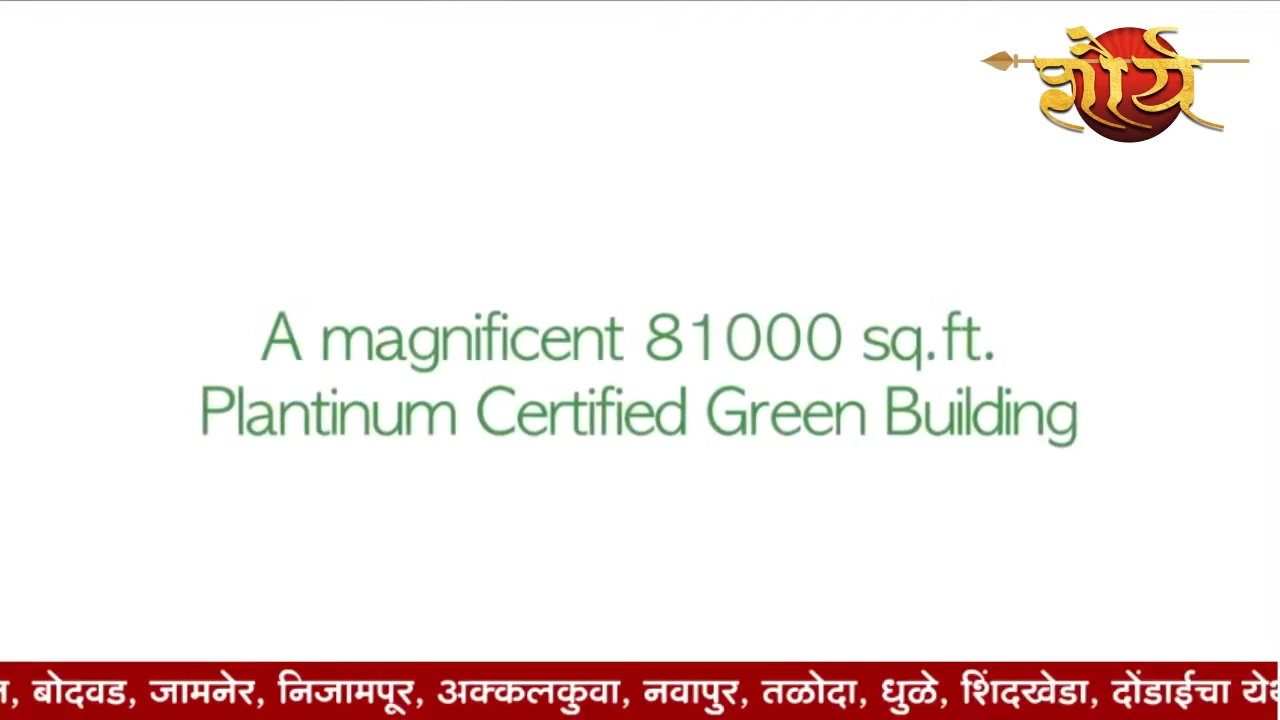 शौर्य
A magnificent 81000 sq.ft.
Plantinum Certified Green Building
बोदवड, जामनेर, निजामपूर, अक्कलकुवा, नवापुर, तळोदा, धुळे, शिंदखेडा, दोंडाईचा